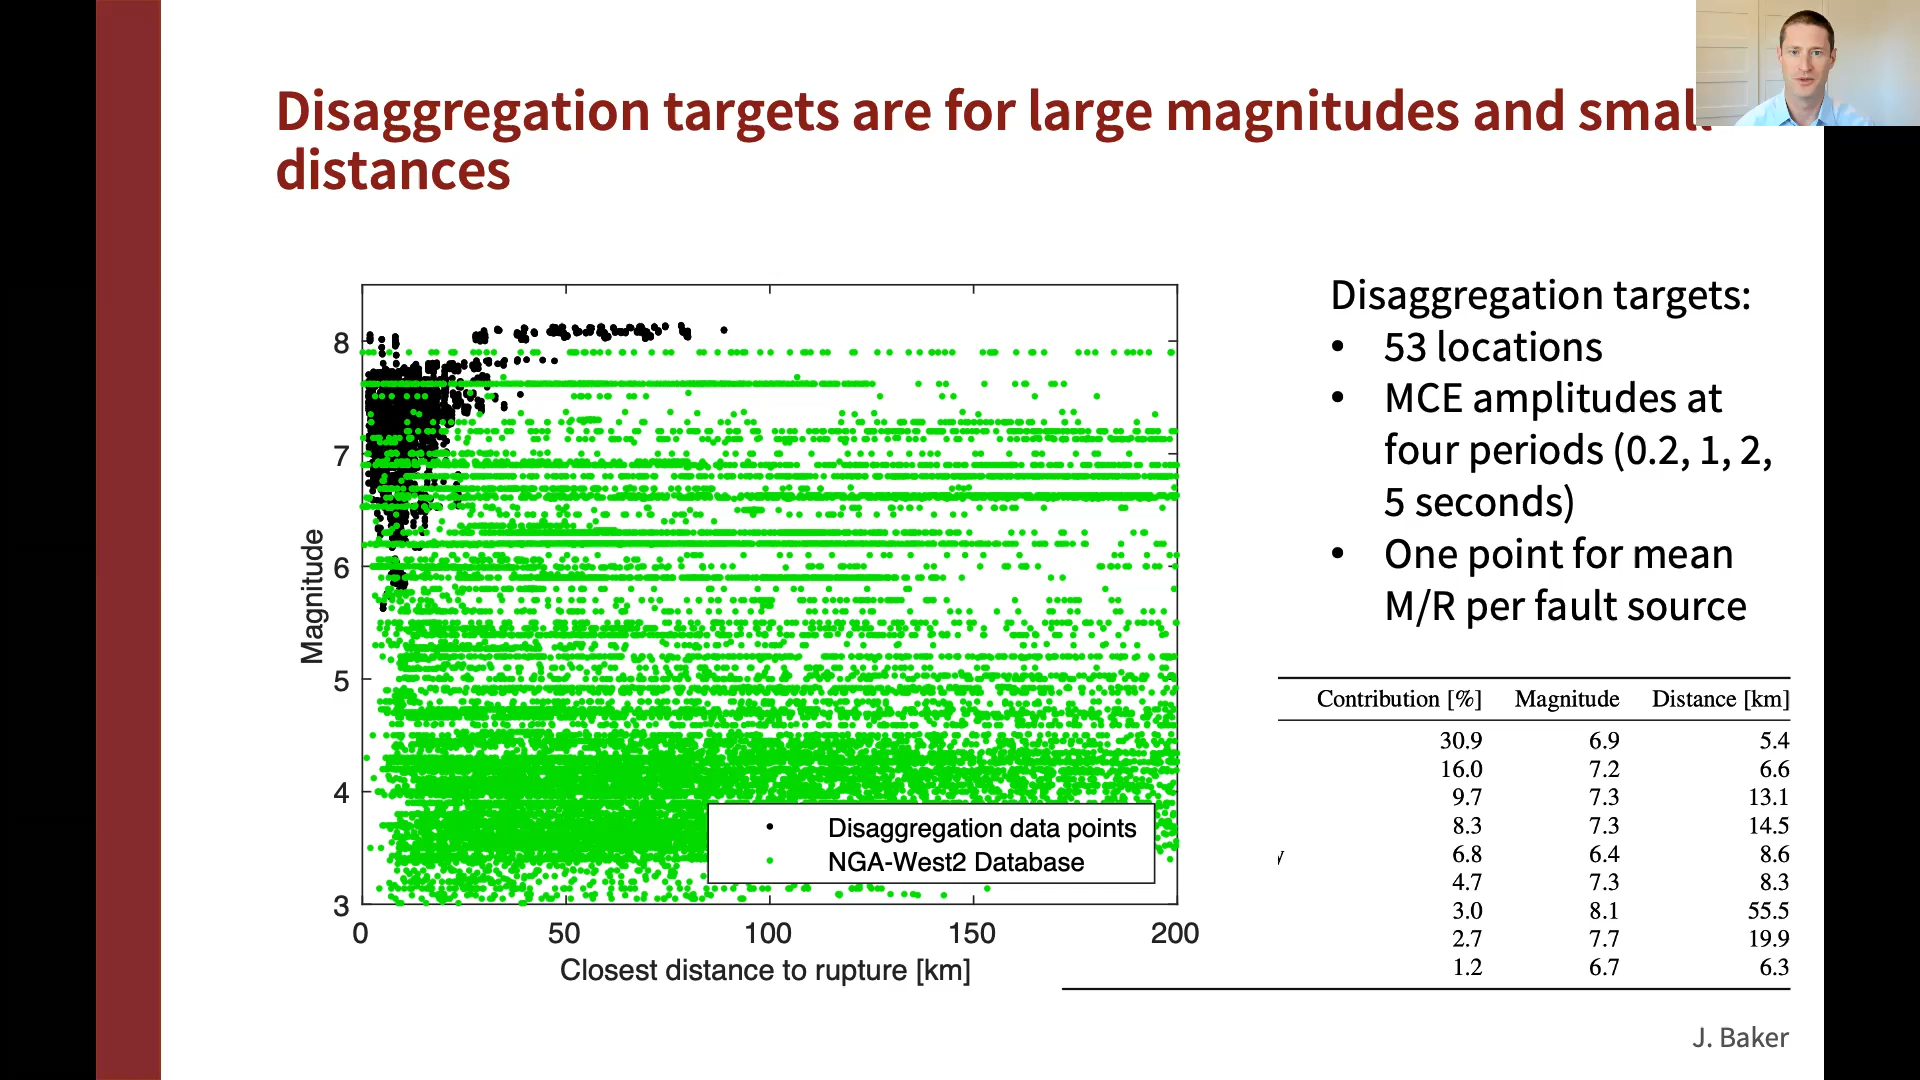 Disaggregation targets are for large magnitudes and small
distances
8
7
6
5
4
3
Magnitude
Disaggregation data points
NGA-West2 Database
0 50 100 150 200
Closest distance to rupture [km]
Disaggregation targets:
• 53 locations
• MCE amplitudes at
four periods (0.2, 1, 2,
5 seconds)
• One point for mean
M/R per fault source
Contribution [%] Magnitude Distance [km]
30.9 6.9 5.4
16.0 7.2 6.6
9.7 7.3 13.1
8.3 7.3 14.5
y 6.8 6.4 8.6
4.7 7.3 8.3
3.0 8.1 55.5
2.7 7.7 19.9
1.2 6.7 6.3
J. Baker